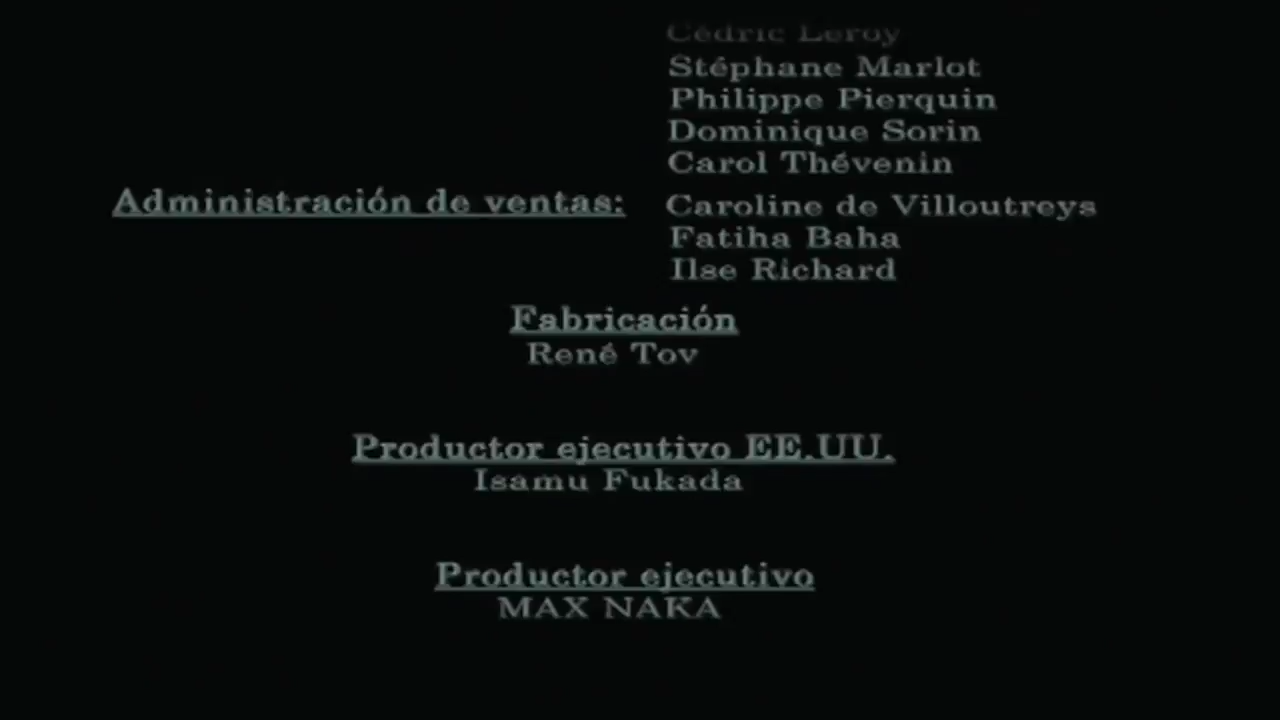 Cédric Leroy
Stéphane Marlot
Philippe Pierquin
Dominique Sorin
Carol Thévenin
Administración de ventas: Caroline de Villoutreys
Fatiha Baha
Ilse Richard
Fabricación
René Tov
Productor ejecutivo EE.UU.
Isamu Fukada
Productor ejecutivo
MAX NAKA